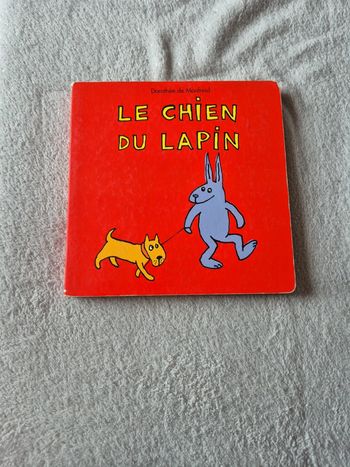 Dorothée de Monfreid
LE CHIEN
DU LAPIN